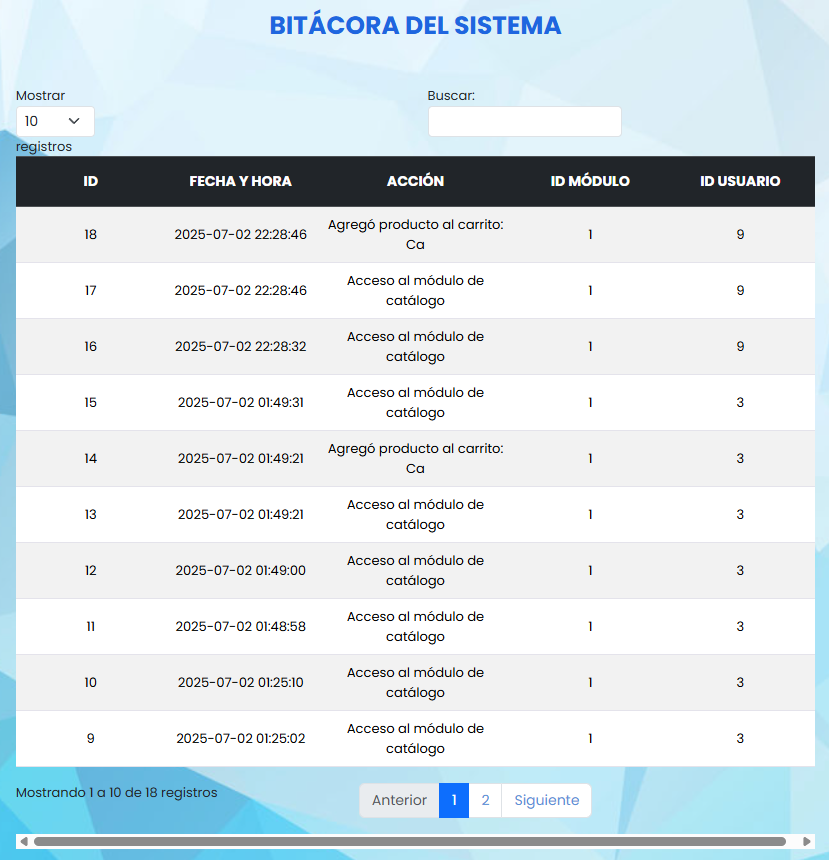 BITÁCORA DEL SISTEMA
Mostrar
10
registros
Buscar:
ID FECHA Y HORA ACCIÓN ID MÓDULO ID USUARIO
18 2025-07-02 22:28:46 Agregó producto al carrito: 1 9
Ca
17 2025-07-02 22:28:46 Acceso al módulo de 1 9
catálogo
16 2025-07-02 22:28:32 Acceso al módulo de 1 9
catálogo
15 2025-07-02 01:49:31 Acceso al módulo de 1 3
catálogo
14 2025-07-02 01:49:21 Agregó producto al carrito: 1 3
Ca
13 2025-07-02 01:49:21 Acceso al módulo de 1 3
catálogo
12 2025-07-02 01:49:00 Acceso al módulo de 1 3
catálogo
11 2025-07-02 01:48:58 Acceso al módulo de 1 3
catálogo
10 2025-07-02 01:25:10 Acceso al módulo de 1 3
catálogo
9 2025-07-02 01:25:02 Acceso al módulo de 1 3
catálogo
Mostrando 1 a 10 de 18 registros
Anterior 1 2 Siguiente